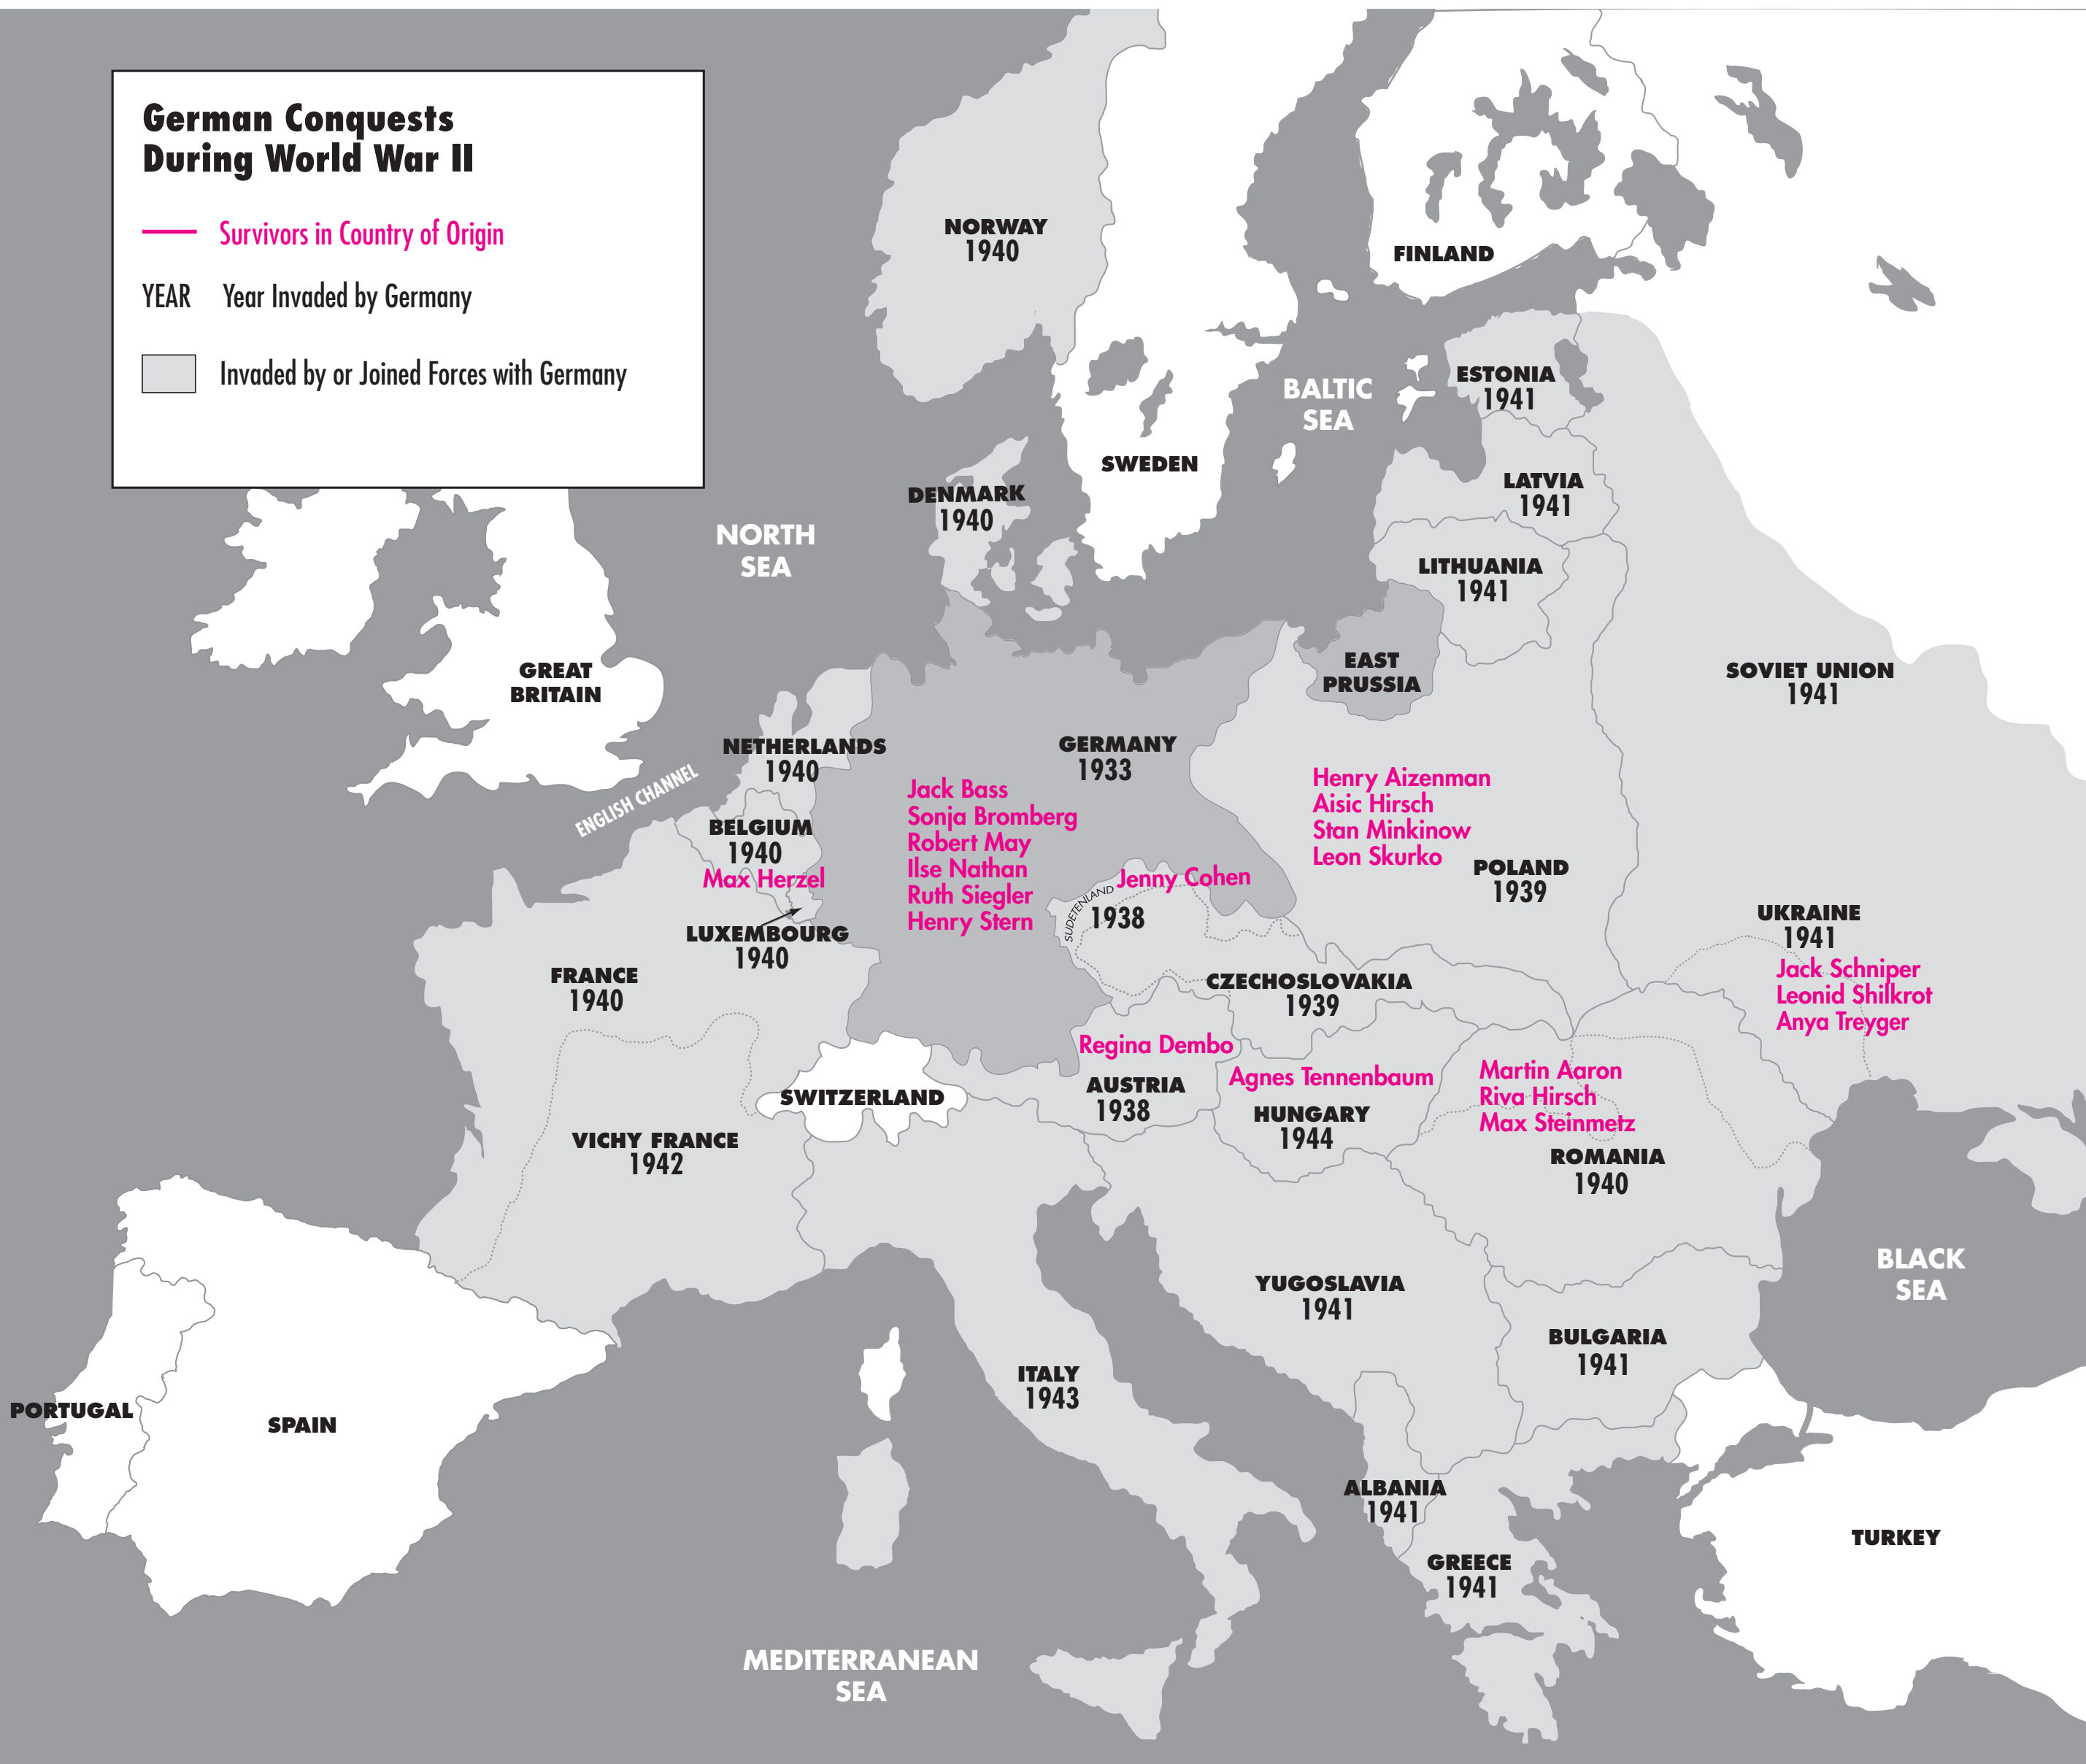 German Conquests
During World War II
Survivors in Country of Origin
YEAR Year Invaded by Germany
Invaded by or Joined Forces with Germany
NORWAY
1940
FINLAND
ESTONIA
1941
BALTIC
SEA
SWEDEN
LATVIA
1941
DENMARK
1940
NORTH
SEA
LITHUANIA
1941
GREAT
BRITAIN
EAST
PRUSSIA
SOVIET UNION
1941
NETHERLANDS
1940
GERMANY
1933
ENGLISH CHANNEL
Jack Bass
Sonja Bromberg
Robert May
Ilse Nathan
Ruth Siegler
Henry Stern
Henry Aizenman
Aisic Hirsch
Stan Minkinow
Leon Skurko
POLAND
1939
BELGIUM
1940
Max Herzel
LUXEMBOURG
1940
SUDETENLAND
Jenny Cohen
1938
UKRAINE
1941
Jack Schniper
Leonid Shilkrot
Anya Treyger
FRANCE
1940
CZECHOSLOVAKIA
1939
Regina Dembo
AUSTRIA
1938
Agnes Tennenbaum
HUNGARY
1944
Martin Aaron
Riva Hirsch
Max Steinmetz
ROMANIA
1940
SWITZERLAND
VICHY FRANCE
1942
BLACK
SEA
YUGOSLAVIA
1941
BULGARIA
1941
ITALY
1943
PORTUGAL
SPAIN
ALBANIA
1941
GREECE
1941
TURKEY
MEDITERRANEAN
SEA